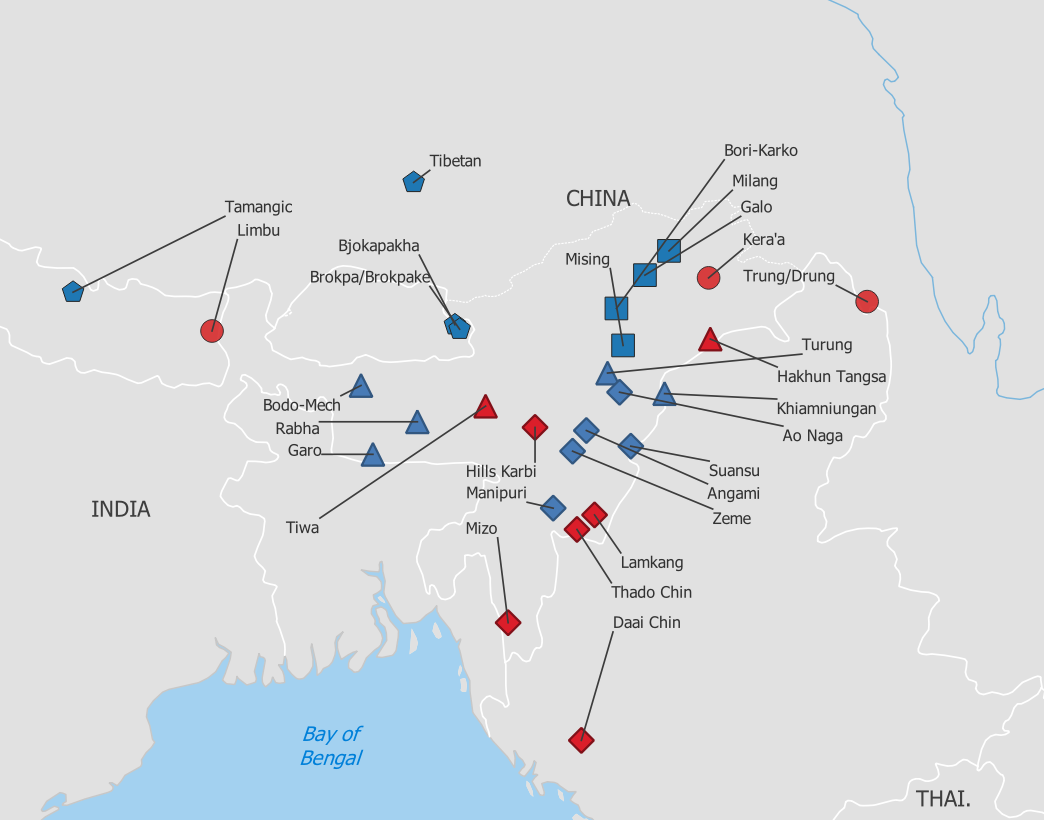 Bori-Karko
Tibetan
Milang
CHINA
Tamangic
Galo
Limbu
Kera'a
Bjokapakha
Mising
Brokpa/Brokpake
Trung/Drung
Turung
Hakhun Tangsa
Bodo-Mech
Khiamniungan
Rabha
Ao Naga
Garo
Hills Karbi
Suansu
Manipuri
Angami
INDIA
Zeme
Tiwa
Mizo
Lamkang
Thado Chin
Daai Chin
Bay of
Bengal
THAI.